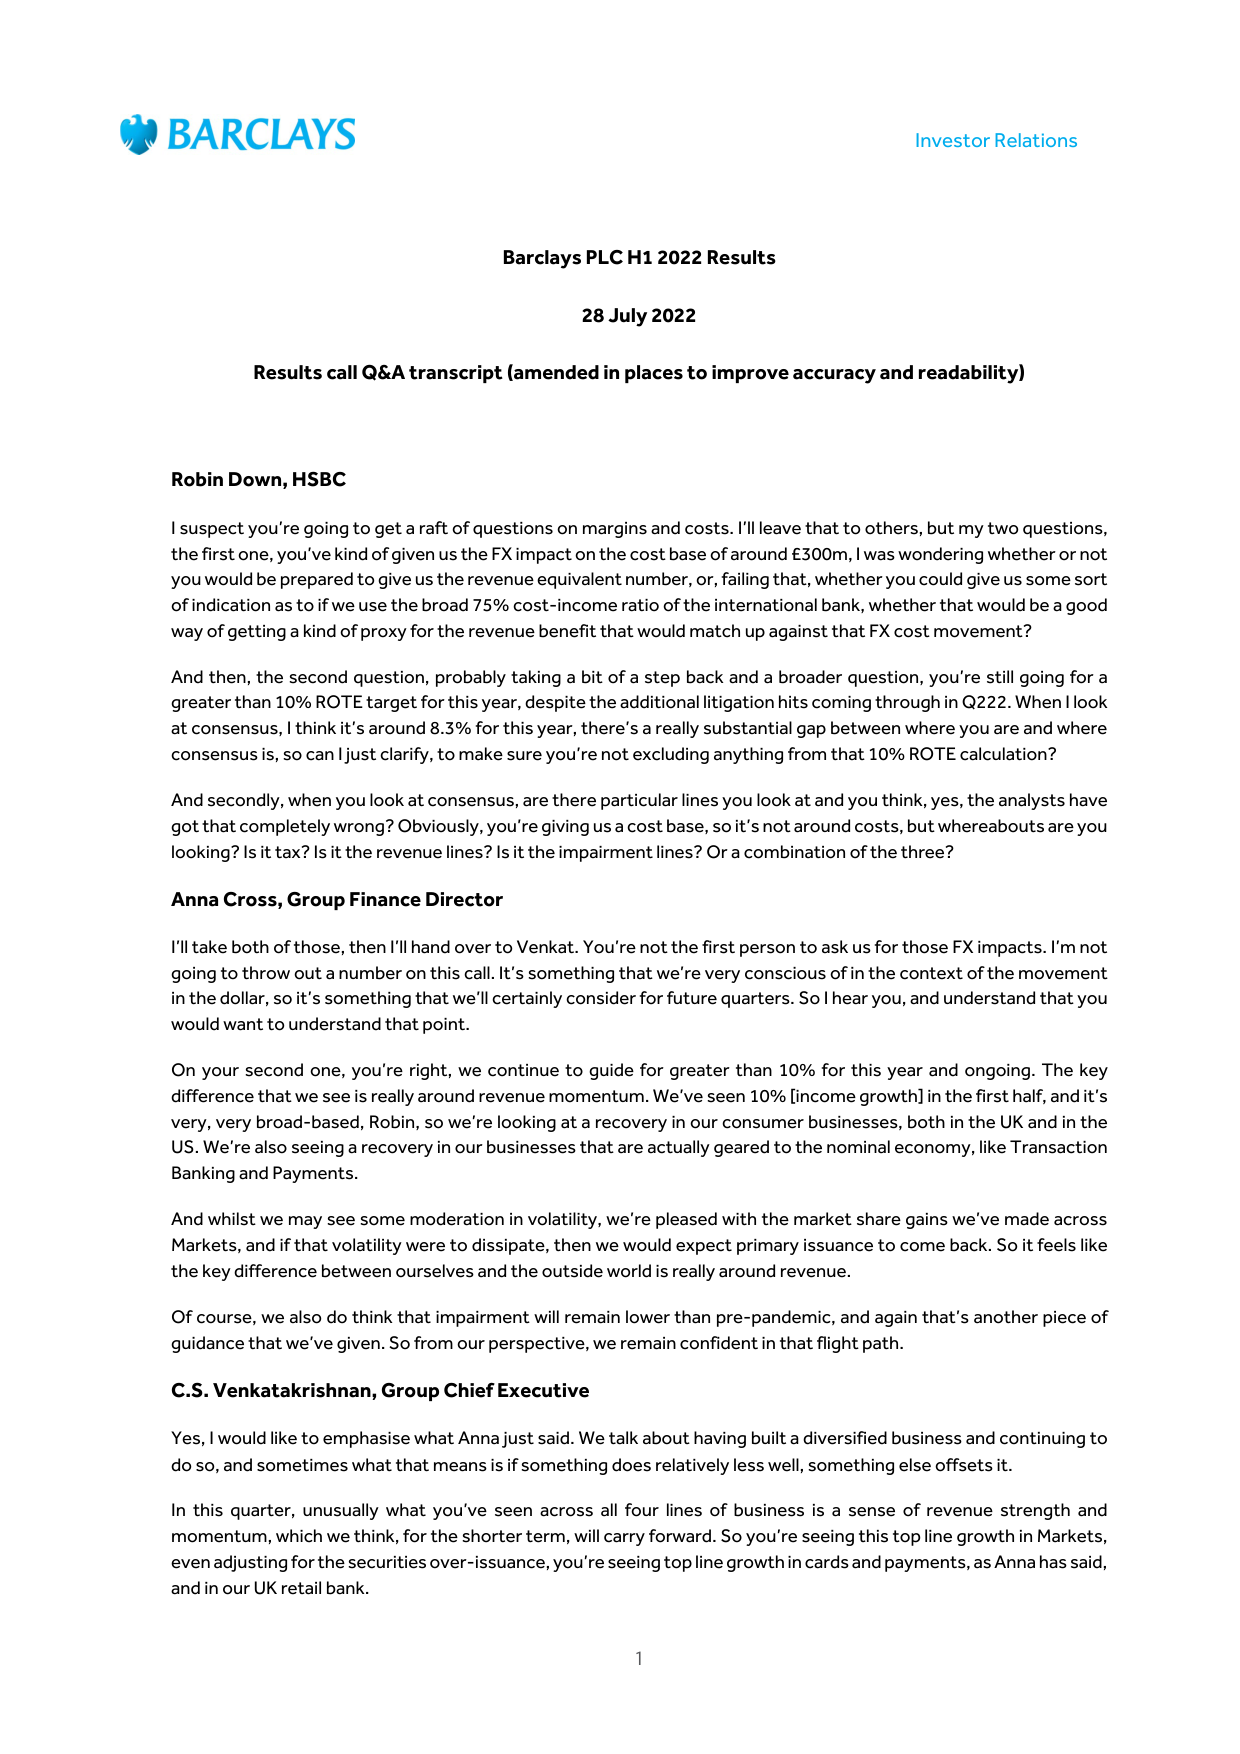 BARCLAYS
Investor Relations
Barclays PLC H1 2022 Results
28 July 2022
Results call Q&A transcript (amended in places to improve accuracy and readability)
Robin Down, HSBC
I suspect you're going to get a raft of questions on margins and costs. I'll leave that to others, but my two questions,
the first one, you've kind of given us the FX impact on the cost base of around £300m, I was wondering whether or not
you would be prepared to give us the revenue equivalent number, or, failing that, whether you could give us some sort
of indication as to if we use the broad 75% cost-income ratio of the international bank, whether that would be a good
way of getting a kind of proxy for the revenue benefit that would match up against that FX cost movement?
And then, the second question, probably taking a bit of a step back and a broader question, you're still going for a
greater than 10% ROTE target for this year, despite the additional litigation hits coming through in Q222. When I look
at consensus, I think it's around 8.3% for this year, there's a really substantial gap between where you are and where
consensus is, so can I just clarify, to make sure you're not excluding anything from that 10% ROTE calculation?
And secondly, when you look at consensus, are there particular lines you look at and you think, yes, the analysts have
got that completely wrong? Obviously, you're giving us a cost base, so it's not around costs, but whereabouts are you
looking? Is it tax? Is it the revenue lines? Is it the impairment lines? Or a combination of the three?
Anna Cross, Group Finance Director
I'll take both of those, then I'll hand over to Venkat. You're not the first person to ask us for those FX impacts. I'm not
going to throw out a number on this call. It's something that we're very conscious of in the context of the movement
in the dollar, so it's something that we'll certainly consider for future quarters. So I hear you, and understand that you
would want to understand that point.
On your second one, you're right, we continue to guide for greater than 10% for this year and ongoing. The key
difference that we see is really around revenue momentum. We've seen 10% [income growth] in the first half, and it's
very, very broad-based, Robin, so we're looking at a recovery in our consumer businesses, both in the UK and in the
US. We're also seeing a recovery in our businesses that are actually geared to the nominal economy, like Transaction
Banking and Payments.
And whilst we may see some moderation in volatility, we're pleased with the market share gains we've made across
Markets, and if that volatility were to dissipate, then we would expect primary issuance to come back. So it feels like
the key difference between ourselves and the outside world is really around revenue.
Of course, we also do think that impairment will remain lower than pre-pandemic, and again that's another piece of
guidance that we've given. So from our perspective, we remain confident in that flight path.
C.S. Venkatakrishnan, Group Chief Executive
Yes, I would like to emphasise what Anna just said. We talk about having built a diversified business and continuing to
do so, and sometimes what that means is if something does relatively less well, something else offsets it.
In this quarter, unusually what you've seen across all four lines of business is a sense of revenue strength and
momentum, which we think, for the shorter term, will carry forward. So you're seeing this top line growth in Markets,
even adjusting for the securities over-issuance, you're seeing top line growth in cards and payments, as Anna has said,
and in our UK retail bank.
1